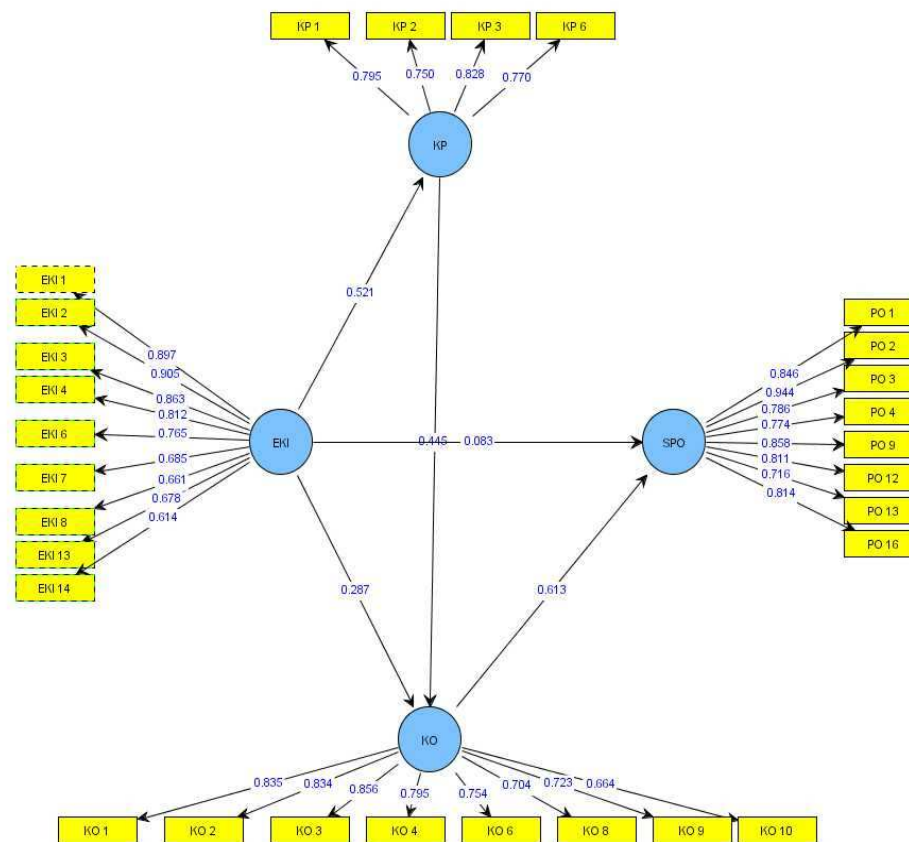 KP 1 KP 2 KP 3 KP 6
0.795 0.750 0.828 0.770
KP
EKI 1
EKI 2
EKI 3
EKI 4
EKI 6
EKI 7
EKI 8
EKI 13
EKI 14
0.897
0.905
0.863
0.812
0.765
0.685
0.661
0.678
0.614
EKI
0.521
0.445 0.083
0.287
0.613
SPO
0.846
0.944
0.786
0.774
0.858
0.811
0.716
0.814
PO 1
PO 2
PO 3
PO 4
PO 9
PO 12
PO 13
PO 16
KO
0.835 0.834 0.856 0.795 0.754 0.704 0.723 0.664
KO 1 KO 2 KO 3 KO 4 KO 6 KO 8 KO 9 KO 10